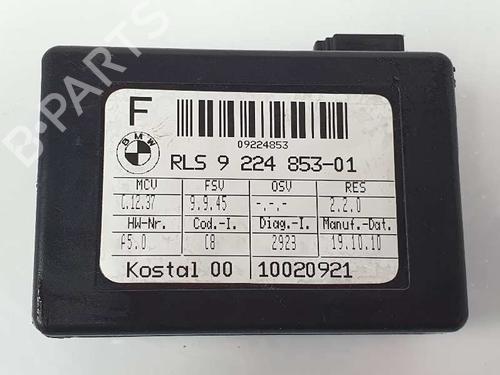 F
BMW
09224853
RLS 9 224 853-01
MCV FSV OSV RES
C.12.37 9.9.45 -.-.- 2.2.0
HW-Nr. Cod.-I. Diag.-I. Manuf.-Dat.
A5.0 C8 2923 19.10.10
Kostal 00 10020921
B-PARTS